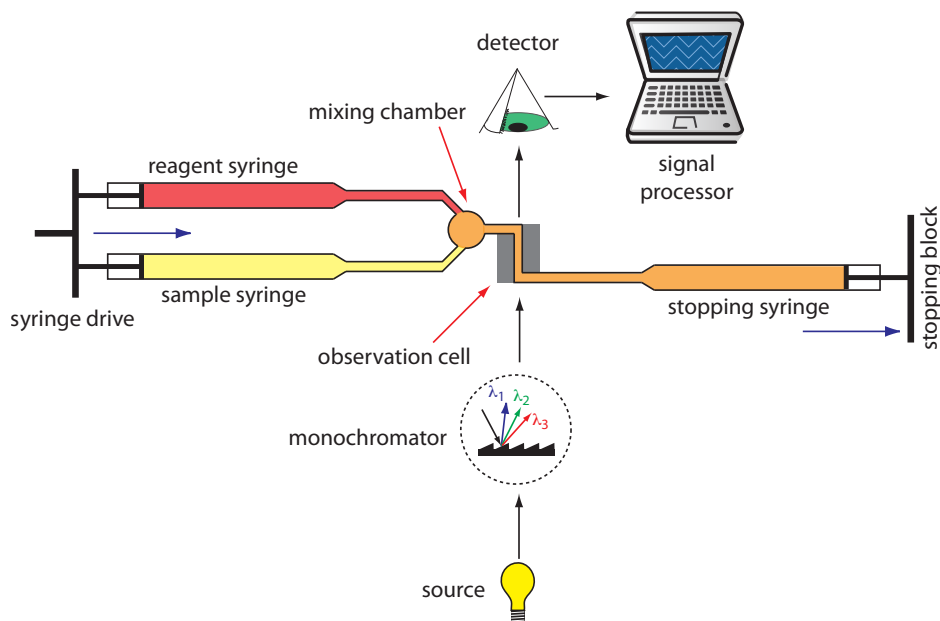 detector
mixing chamber
reagent syringe
signal
processor
sample syringe
syringe drive
stopping syringe
stopping block
observation cell
λ1
λ2
λ3
monochromator
source